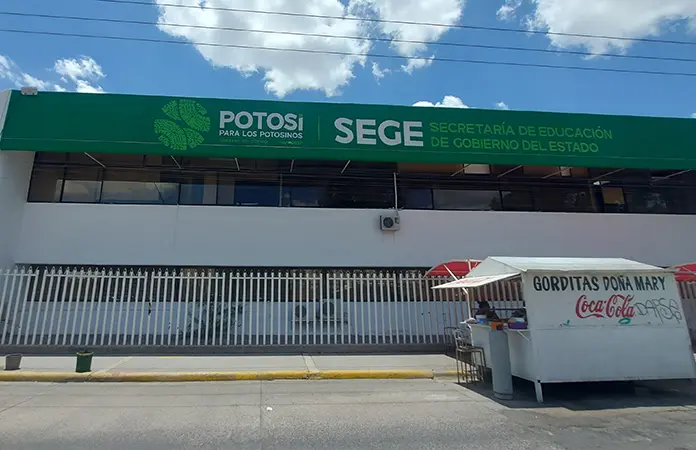 POTOSÍ
PARA LOS POTOSINOS
SEGE
SECRETARÍA DE EDUCACIÓN
DE GOBIERNO DEL ESTADO
GORDITAS DOÑA MARY
Coca-Cola